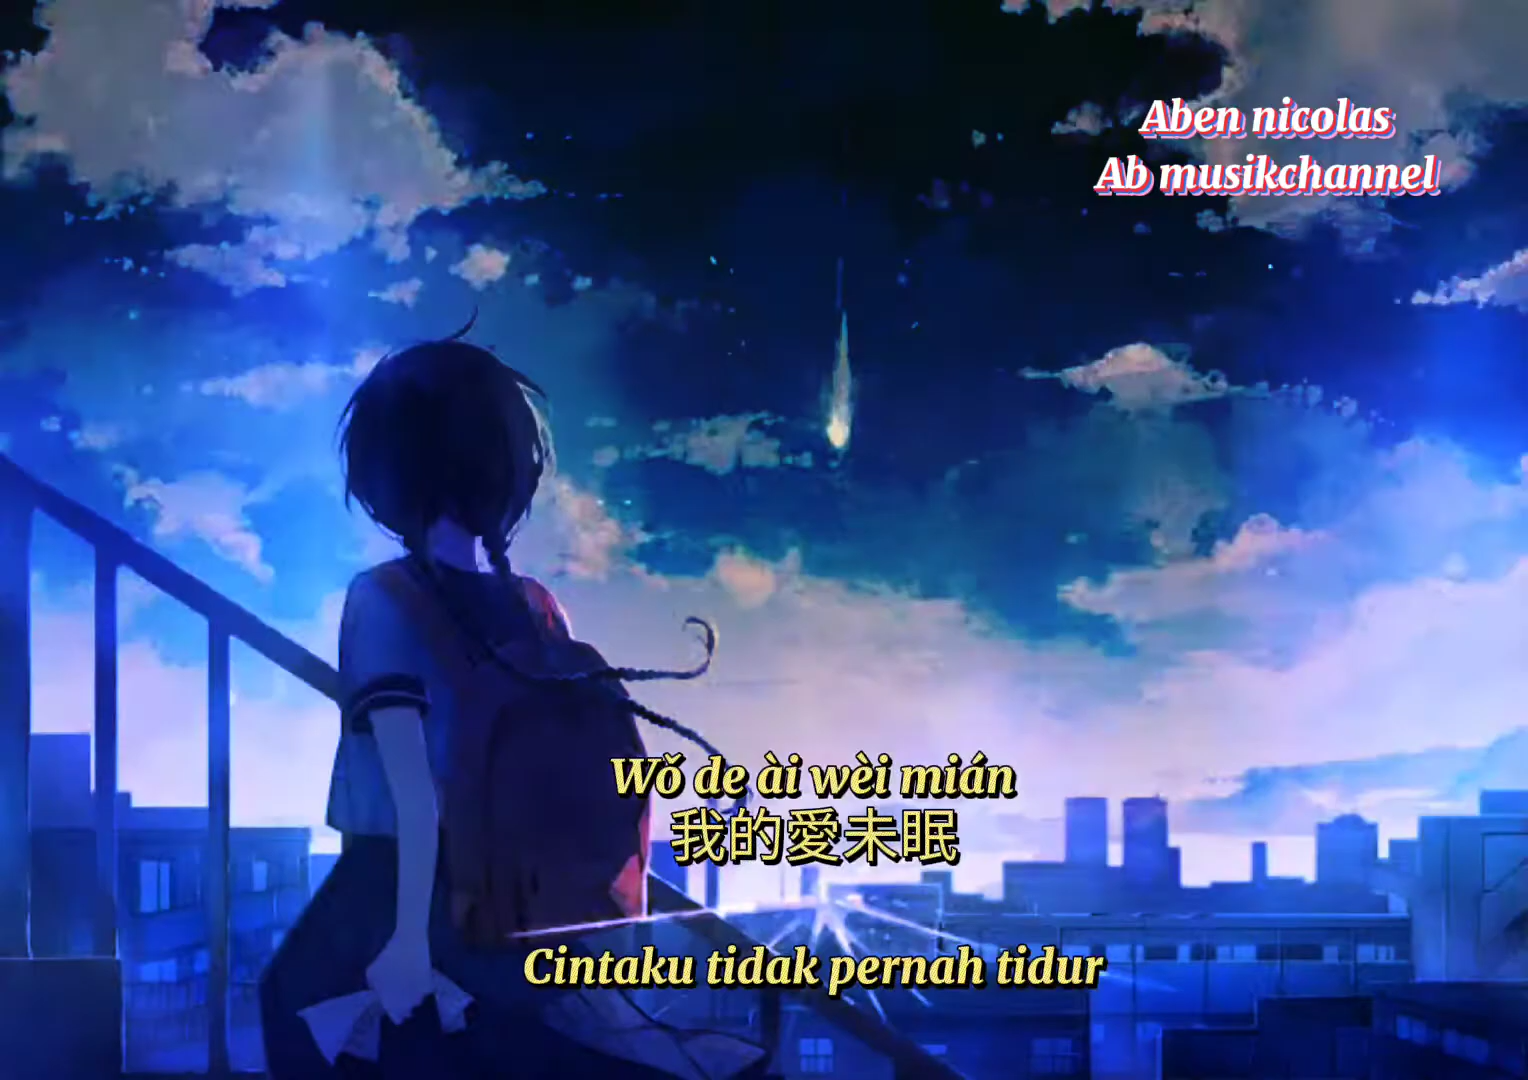 Aben nicolas
Ab musikchannel
Wǒ de ài wèi mián
我的愛未眠
Cintaku tidak pernah tidur